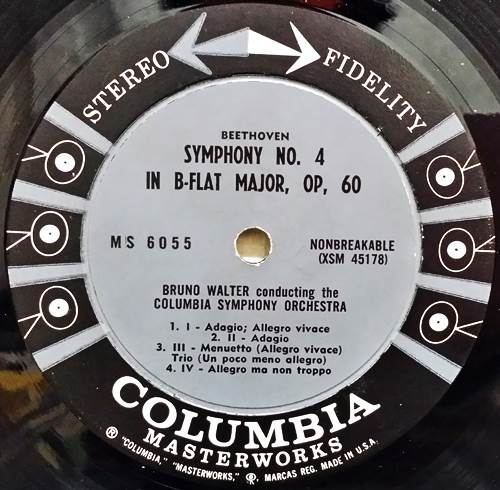 STEREO FIDELITY
BEETHOVEN
SYMPHONY NO. 4
IN B-FLAT MAJOR, OP, 60
MS 6055
NONBREAKABLE
(XSM 45178)
BRUNO WALTER conducting the
COLUMBIA SYMPHONY ORCHESTRA
1. I - Adagio; Allegro vivace
2. II - Adagio
3. III - Menuetto (Allegro vivace)
Trio (Un poco meno allegro)
4. IV - Allegro ma non troppo
COLUMBIA
MASTERWORKS
® "COLUMBIA," "MASTERWORKS," ®. MARCAS REG. MADE IN U.S.A.